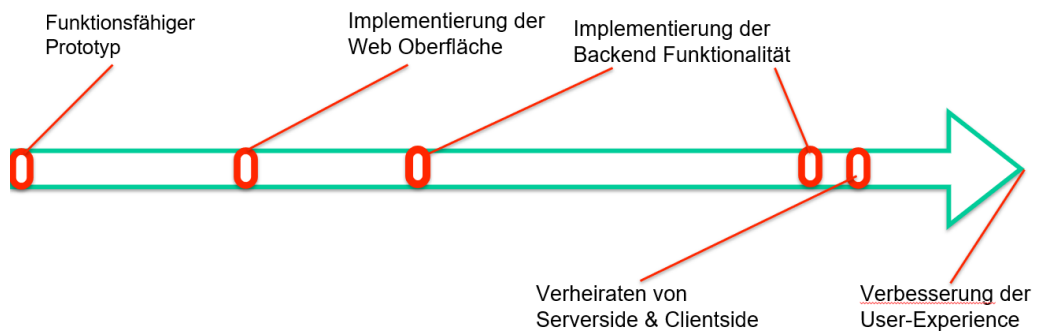 Funktionsfähiger
Prototyp
Implementierung der
Web Oberfläche
Implementierung der
Backend Funktionalität
Verheiraten von
Serverside & Clientside
Verbesserung der
User-Experience